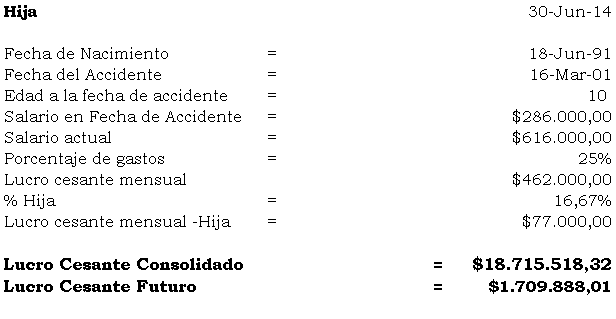 Hija 30-Jun-14
Fecha de Nacimiento = 18-Jun-91
Fecha del Accidente = 16-Mar-01
Edad a la fecha de accidente = 10
Salario en Fecha de Accidente = $286.000,00
Salario actual = $616.000,00
Porcentaje de gastos = 25%
Lucro cesante mensual $462.000,00
% Hija = 16,67%
Lucro cesante mensual -Hija = $77.000,00
Lucro Cesante Consolidado = $18.715.518,32
Lucro Cesante Futuro = $1.709.888,01